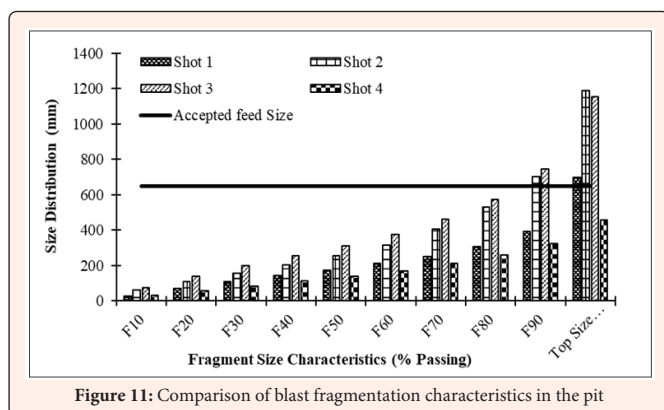 1400
1200
1000
800
600
400
200
0
Size Distribution (mm)
Shot 1
Shot 2
Shot 3
Shot 4
Accepted feed Size
F10
F20
F30
F40
F50
F60
F70
F80
F90
Top Size…
Fragment Size Characteristics (% Passing)
Figure 11: Comparison of blast fragmentation characteristics in the pit